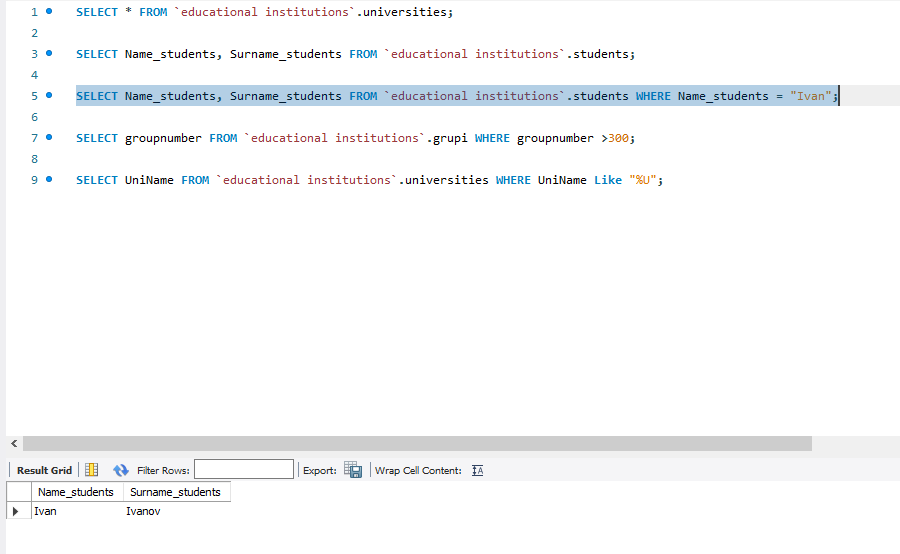 1 SELECT * FROM `educational institutions`.universities;
2
3 SELECT Name_students, Surname_students FROM `educational institutions`.students;
4
5 SELECT Name_students, Surname_students FROM `educational institutions`.students WHERE Name_students = "Ivan";
6
7 SELECT groupnumber FROM `educational institutions`.grupi WHERE groupnumber >300;
8
9 SELECT UniName FROM `educational institutions`.universities WHERE UniName Like "%U";
Result Grid Filter Rows: Export: Wrap Cell Content: IA
Name_students Surname_students
Ivan Ivanov